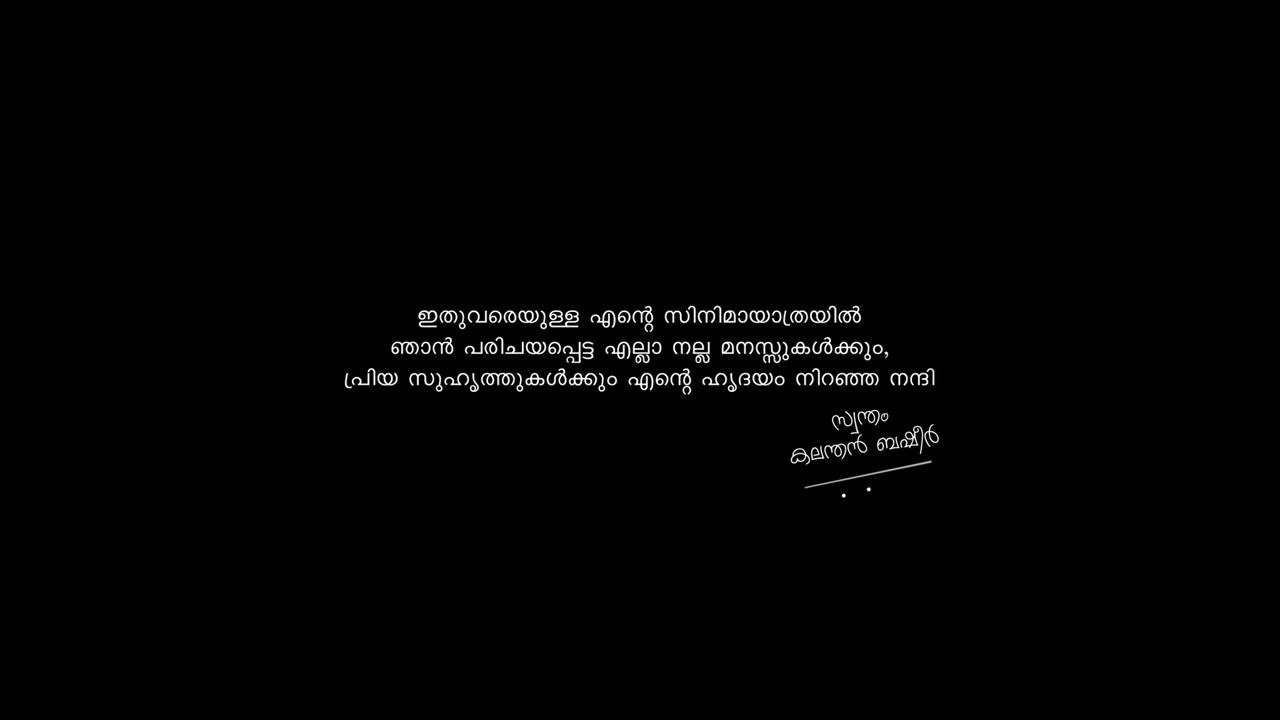 ഇതുവരെയുള്ള എന്റെ സിനിമായാത്രയിൽ
ഞാൻ പരിചയപ്പെട്ട എല്ലാ നല്ല മനസ്സുകൾക്കും,
പ്രിയ സുഹൃത്തുകൾക്കും എന്റെ ഹൃദയം നിറഞ്ഞ നന്ദി
സ്വന്തം
കലന്തൻ ബഷീർ